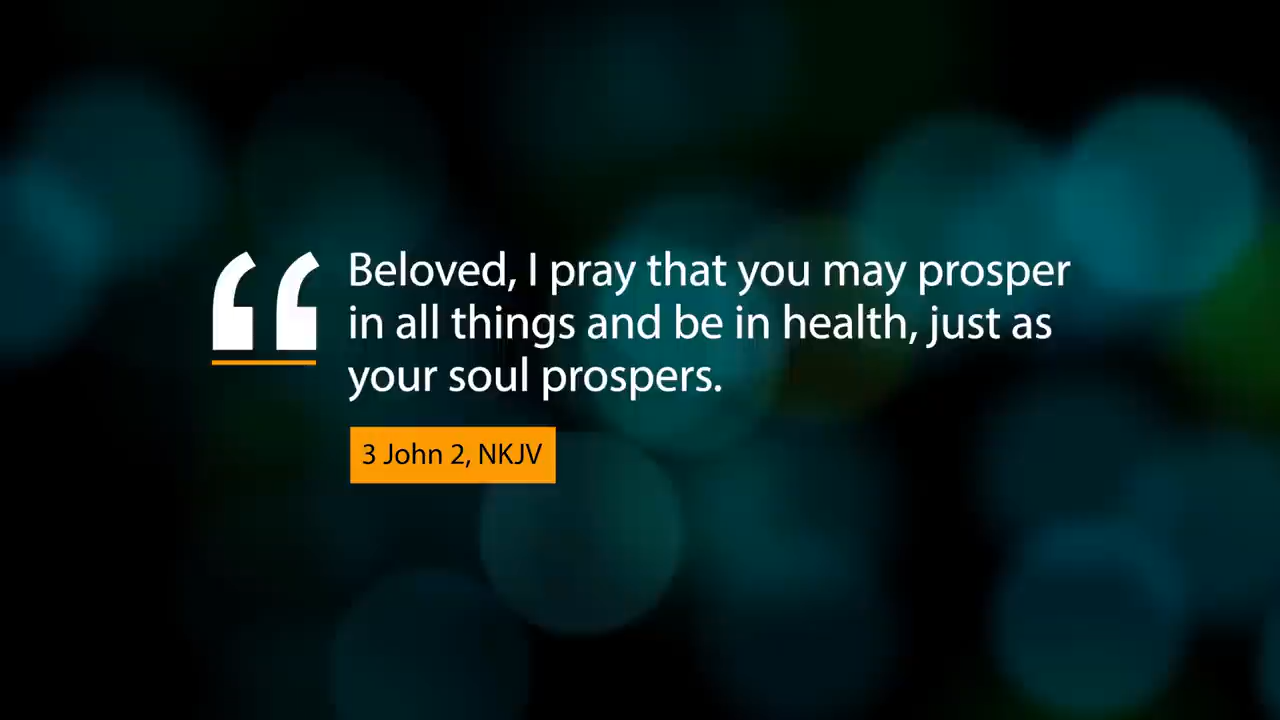 Beloved, I pray that you may prosper
in all things and be in health, just as
your soul prospers.
3 John 2, NKJV